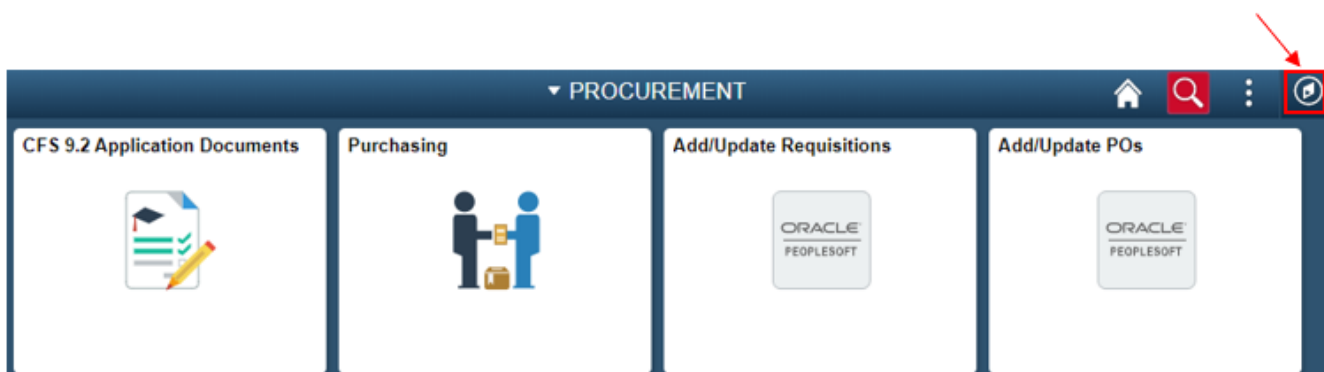 PROCUREMENT
CFS 9.2 Application Documents
Purchasing
Add/Update Requisitions
Add/Update POs
ORACLE
PEOPLESOFT
ORACLE
PEOPLESOFT